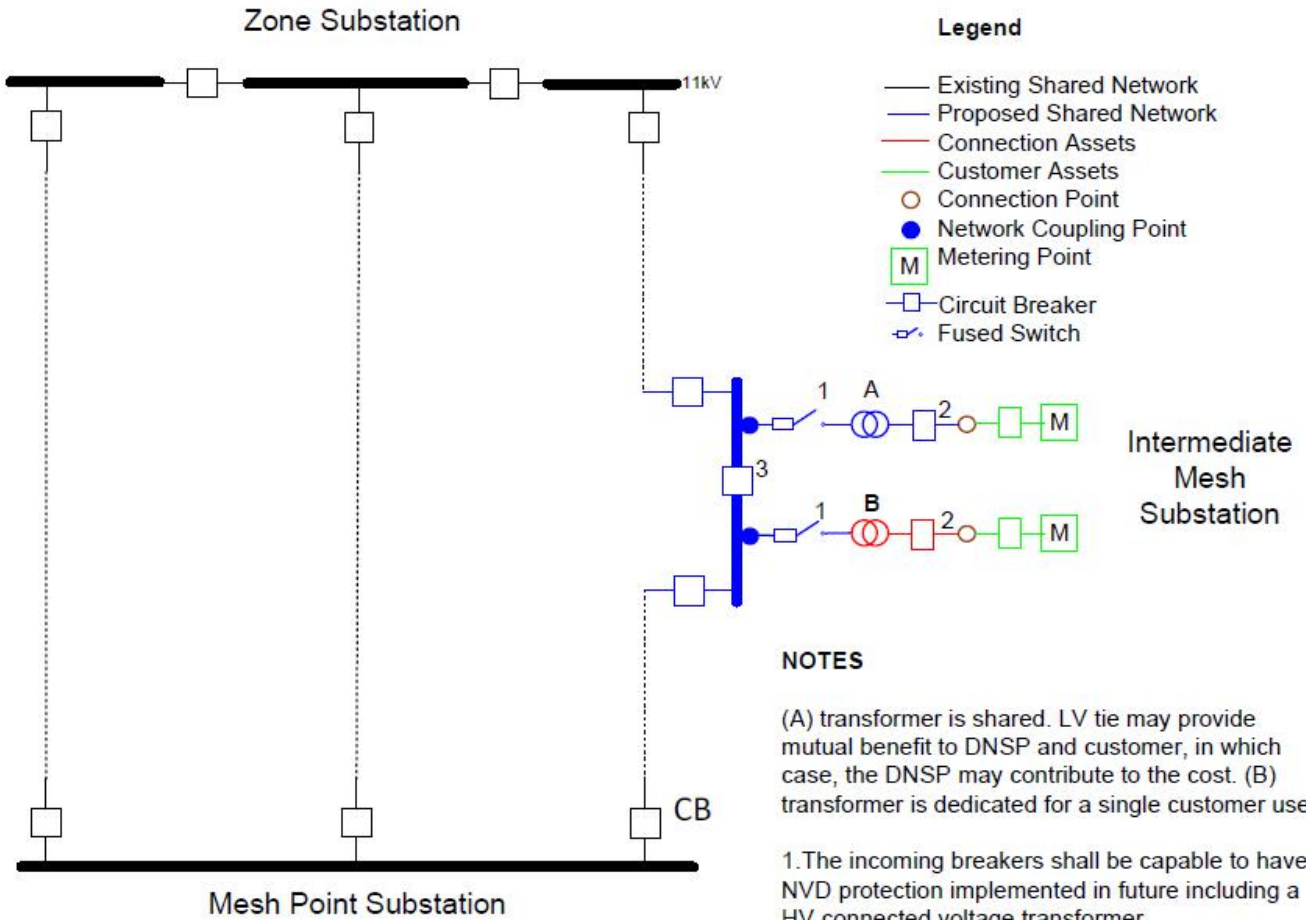 Zone Substation
11kV
Legend
Existing Shared Network
Proposed Shared Network
Connection Assets
Customer Assets
Connection Point
Network Coupling Point
M Metering Point
Circuit Breaker
Fused Switch
1 A 2 M
3
1 B 2 M
Intermediate
Mesh
Substation
CB
Mesh Point Substation
NOTES
(A) transformer is shared. LV tie may provide
mutual benefit to DNSP and customer, in which
case, the DNSP may contribute to the cost. (B)
transformer is dedicated for a single customer use
1.The incoming breakers shall be capable to have
NVD protection implemented in future including a
HV connected voltage transformer